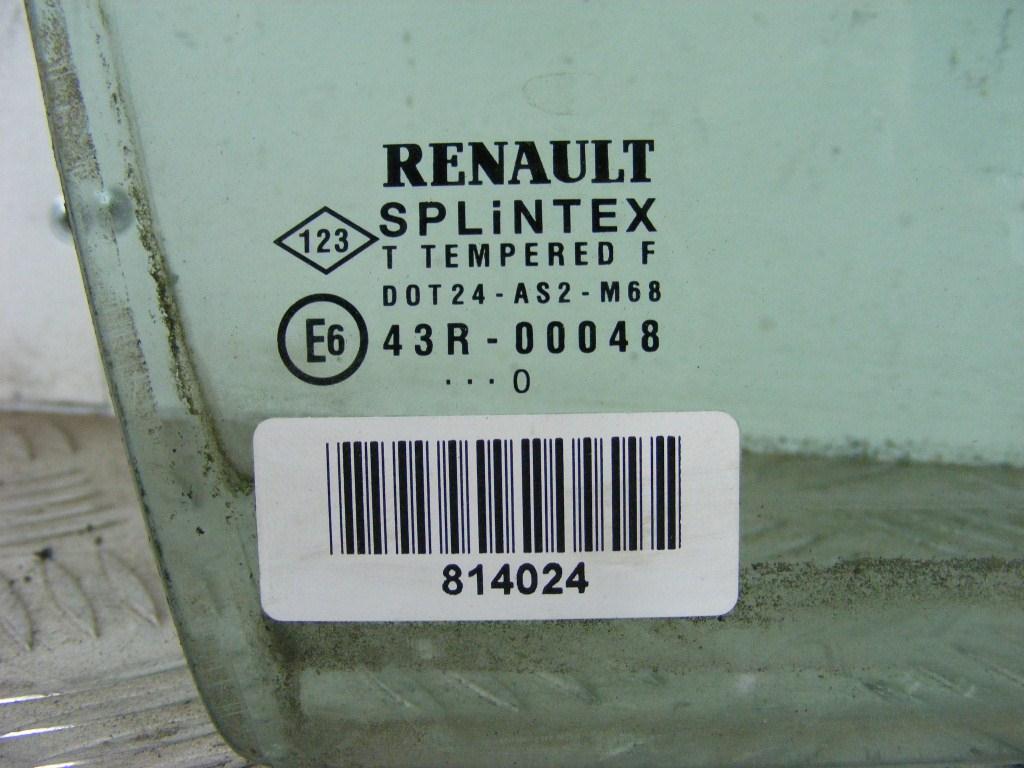 RENAULT
SPLiNTEX
123
T TEMPERED F
DOT24-AS2-M68
E6 43R-00048
...0
814024